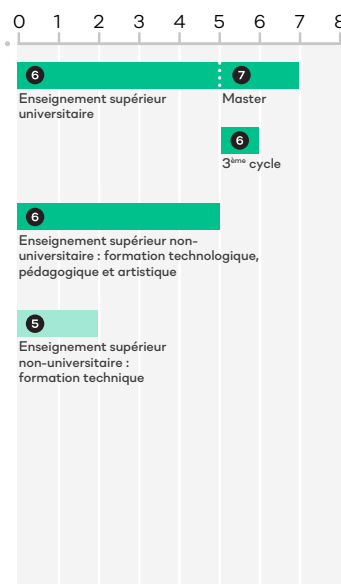 0 1 2 3 4 5 6 7 8
6 7
Enseignement supérieur
universitaire
Master
6
3ème cycle
6
Enseignement supérieur non-
universitaire : formation technologique,
pédagogique et artistique
5
Enseignement supérieur
non-universitaire :
formation technique